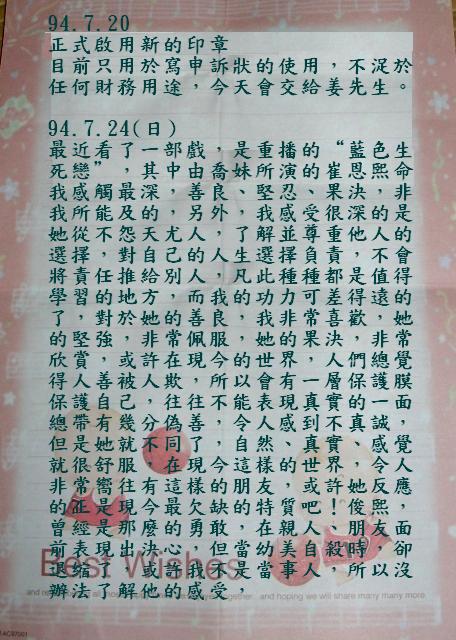 94.7.20
正式啟用新的印章
目前只用於寫申訴狀的使用，不浞於
任何財務用途，今天會交給姜先生。
94.7.24(日)
最近看了一部戲，是重播的“藍色生
死戀”，其中由喬妹所演的崔恩熙命
我感觸最深，善良、堅忍、果決，非
我所能及的，另外，我感受很深的是
她從不怨天尤人，了解並尊重他人的
選擇，對自己的人生選擇負責，不會
將責任推給別人，凡此種種都是值得
學習的地方，而我的功力可差得遠的
了，對於她的善良，我非常喜歡，她
的堅強，非常佩服，她的果決，非常
欣賞，或許在現今的世界，人們總覺
得人善被人欺，所以會有一層保護膜
保護自己，往往不能表現真實的一面，
總帶有幾分偽善，令人感到不真誠，
但是她就不同了，自然、真實、感覺
就很舒服，在現今這樣的世界，令人
非常嚮往有這樣的朋友，或許！她反應
的正是現今最欠缺的特質吧！俊熙，
曾經那麼的勇敢，在親人、她朋友面
前表現出決心，但當幼美自殺時，卻
退縮了，或許我不是當事人，所以沒
辦法了解他的感受，
Best Wishes
together and hoping we will share many many more